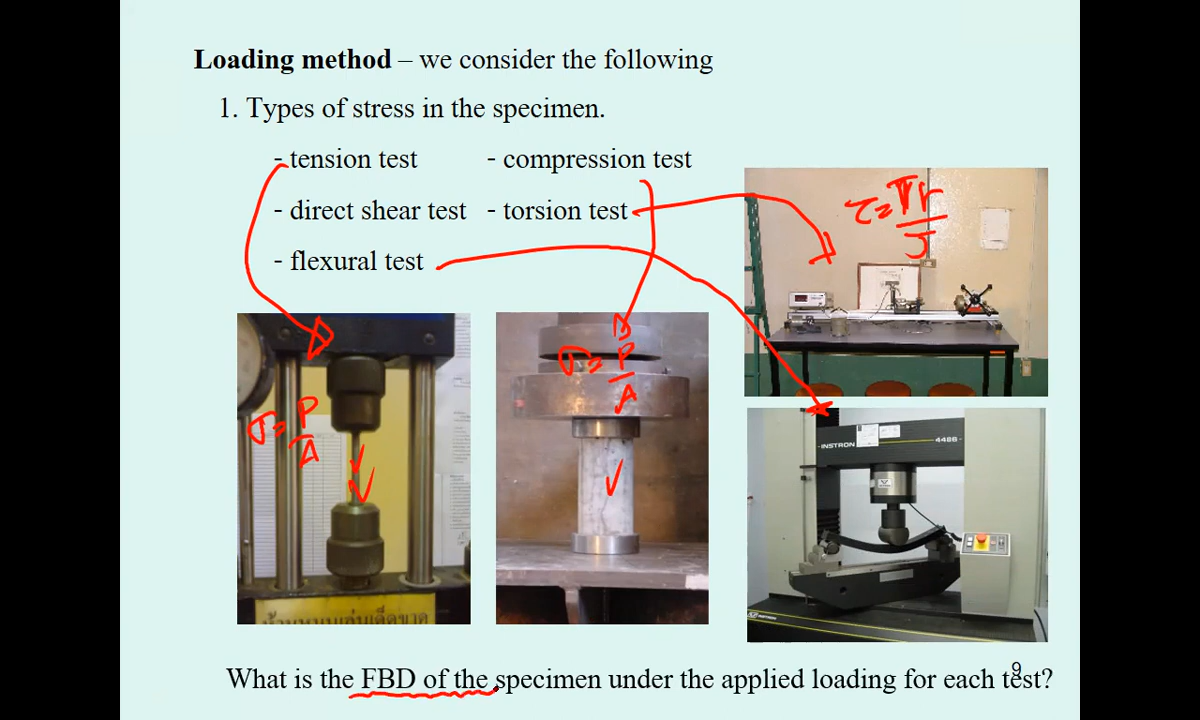 Loading method – we consider the following
1. Types of stress in the specimen.
- tension test - compression test
- direct shear test - torsion test
- flexural test
τ = Tr/J
σ = P/A
σ = P/A
INSTRON 4466
What is the FBD of the specimen under the applied loading for each test?
9